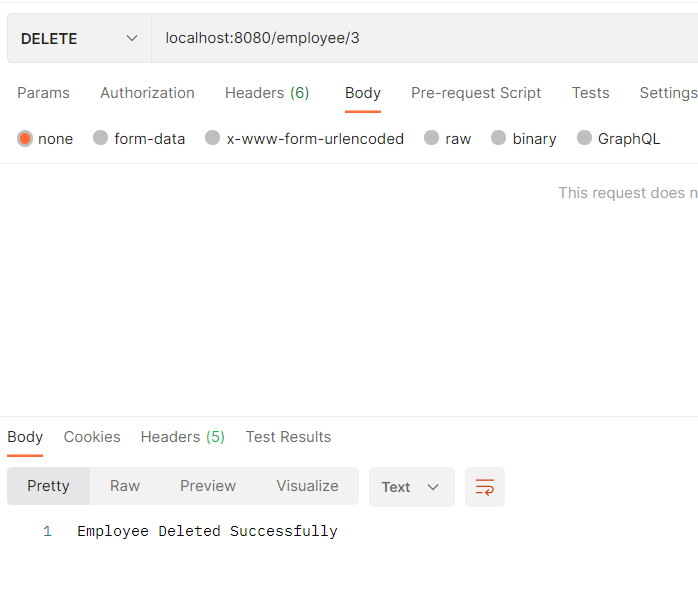 DELETE localhost:8080/employee/3
Params Authorization Headers (6) Body Pre-request Script Tests Settings
none form-data x-www-form-urlencoded raw binary GraphQL
This request does n
Body Cookies Headers (5) Test Results
Pretty Raw Preview Visualize Text
1 Employee Deleted Successfully